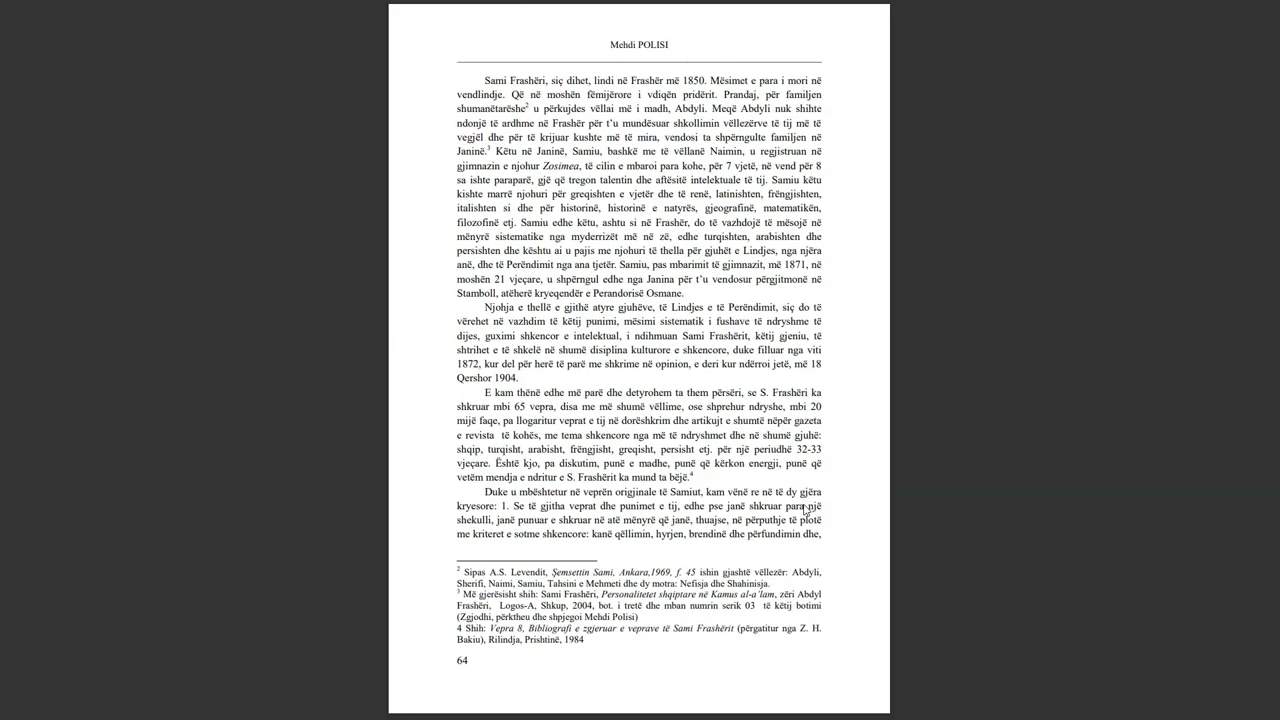 Mehdi POLISI
Sami Frashëri, siç dihet, lindi në Frashër më 1850. Mësimet e para i mori në
vendlindje. Që në moshën fëmijërore i vdiqën pridërit. Prandaj, për familjen
shumanëtarëshe² u përkujdes vëllai më i madh, Abdyli. Meqë Abdyli nuk shihte
ndonjë të ardhme në Frashër për t’u mundësuar shkollimin vëllezërve të tij më të
vegjël dhe për të krijuar kushte më të mira, vendosi ta shpërngulte familjen në
Janinë.³ Këtu në Janinë, Samiu, bashkë me të vëllanë Naimin, u regjistruan në
gjimnazin e njohur Zosimea, të cilin e mbaroi para kohe, për 7 vjetë, në vend për 8
sa ishte paraparë, gjë që tregon talentin dhe aftësitë intelektuale të tij. Samiu këtu
kishte marrë njohuri për greqishten e vjetër dhe të renë, latinishten, frëngjishten,
italishten si dhe për historinë, historinë e natyrës, gjeografinë, matematikën,
filozofinë etj. Samiu edhe këtu, ashtu si në Frashër, do të vazhdojë të mësojë në
mënyrë sistematike nga myderrizët më në zë, edhe turqishten, arabishten dhe
persishten dhe kështu ai u pajis me njohuri të thella për gjuhët e Lindjes, nga njëra
anë, dhe të Perëndimit nga ana tjetër. Samiu, pas mbarimit të gjimnazit, më 1871, në
moshën 21 vjeçare, u shpërngul edhe nga Janina për t’u vendosur përgjitmonë në
Stamboll, atëherë kryeqendër e Perandorisë Osmane.
Njohja e thellë e gjithë atyre gjuhëve, të Lindjes e të Perëndimit, siç do të
vërehet në vazhdim të këtij punimi, mësimi sistematik i fushave të ndryshme të
dijes, guximi shkencor e intelektual, i ndihmuan Sami Frashërit, këtij gjeniu, të
shtrihet e të shkelë në shumë disiplina kulturore e shkencore, duke filluar nga viti
1872, kur del për herë të parë me shkrime në opinion, e deri kur ndërroi jetë, më 18
Qershor 1904.
E kam thënë edhe më parë dhe detyrohem ta them përsëri, se S. Frashëri ka
shkruar mbi 65 vepra, disa me më shumë vëllime, ose shprehur ndryshe, mbi 20
mijë faqe, pa llogaritur veprat e tij në dorëshkrim dhe artikujt e shumtë nëpër gazeta
e revista të kohës, me tema shkencore nga më të ndryshmet dhe në shumë gjuhë:
shqip, turqisht, arabisht, frëngjisht, greqisht, persisht etj. për një periudhë 32-33
vjeçare. Është kjo, pa diskutim, punë e madhe, punë që kërkon energji, punë që
vetëm mendja e ndritur e S. Frashërit ka mund ta bëjë.⁴
Duke u mbështetur në veprën origjinale të Samiut, kam vënë re në të dy gjëra
kryesore: 1. Se të gjitha veprat dhe punimet e tij, edhe pse janë shkruar para një
shekulli, janë punuar e shkruar në atë mënyrë që janë, thuajse, në përputhje të plotë
me kriteret e sotme shkencore: kanë qëllimin, hyrjen, brendinë dhe përfundimin dhe,
² Sipas A.S. Levendit, Şemsettin Sami, Ankara,1969, f. 45 ishin gjashtë vëllezër: Abdyli,
Sherifi, Naimi, Samiu, Tahsini e Mehmeti dhe dy motra: Nefisja dhe Shahinisja.
³ Më gjerësisht shih: Sami Frashëri, Personalitetet shqiptare në Kamus al-a’lam, zëri Abdyl
Frashëri, Logos-A, Shkup, 2004, bot. i tretë dhe mban numrin serik 03 të këtij botimi
(Zgjodhi, përktheu dhe shpjegoi Mehdi Polisi)
4 Shih: Vepra 8, Bibliografi e zgjeruar e veprave të Sami Frashërit (përgatitur nga Z. H.
Bakiu), Rilindja, Prishtinë, 1984
64